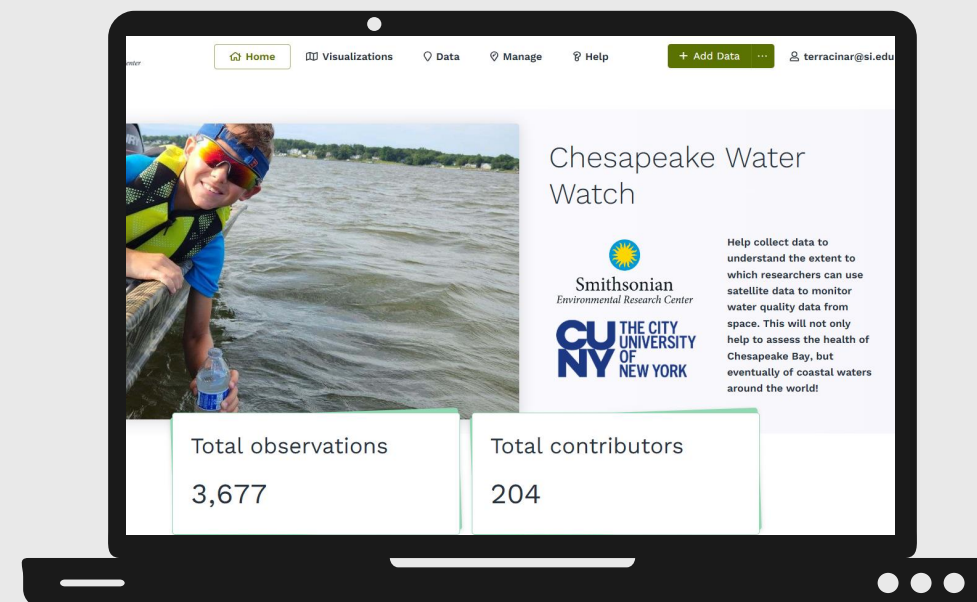 enter
Home
Visualizations
Data
Manage
Help
+ Add Data
...
terracinar@si.edu
Chesapeake Water
Watch
Smithsonian
Environmental Research Center
CU
NY
THE CITY
UNIVERSITY
OF
NEW YORK
Help collect data to
understand the extent to
which researchers can use
satellite data to monitor
water quality data from
space. This will not only
help to assess the health of
Chesapeake Bay, but
eventually of coastal waters
around the world!
Total observations
3,677
Total contributors
204